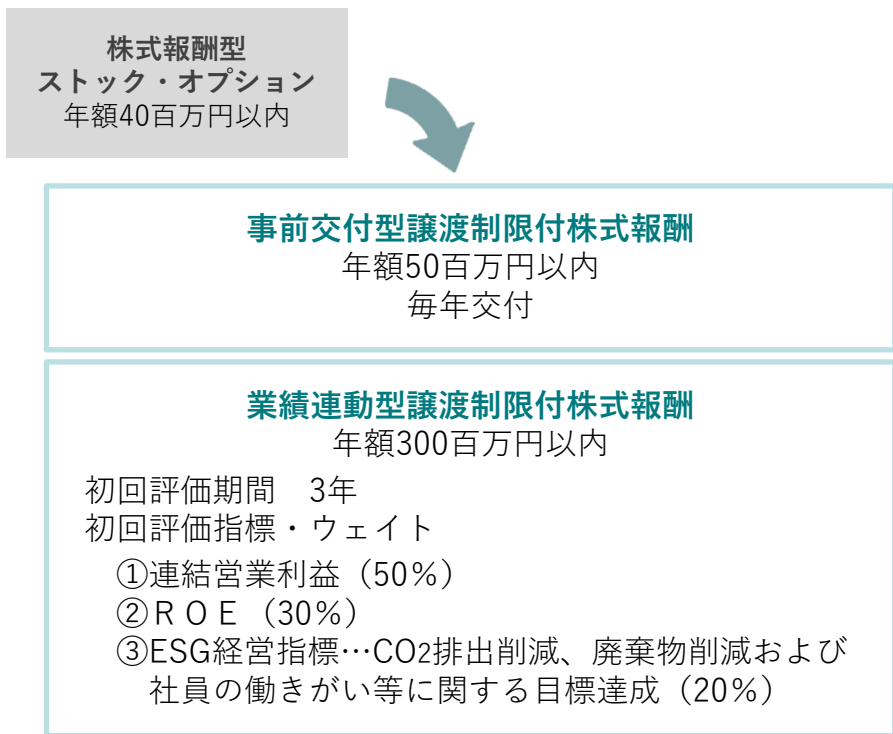 株式報酬型
ストック・オプション
年額40百万円以内
事前交付型譲渡制限付株式報酬
年額50百万円以内
毎年交付
業績連動型譲渡制限付株式報酬
年額300百万円以内
初回評価期間　3年
初回評価指標・ウェイト
①連結営業利益（50%）
②ＲＯＥ（30%）
③ESG経営指標…CO2排出削減、廃棄物削減および
社員の働きがい等に関する目標達成（20%）